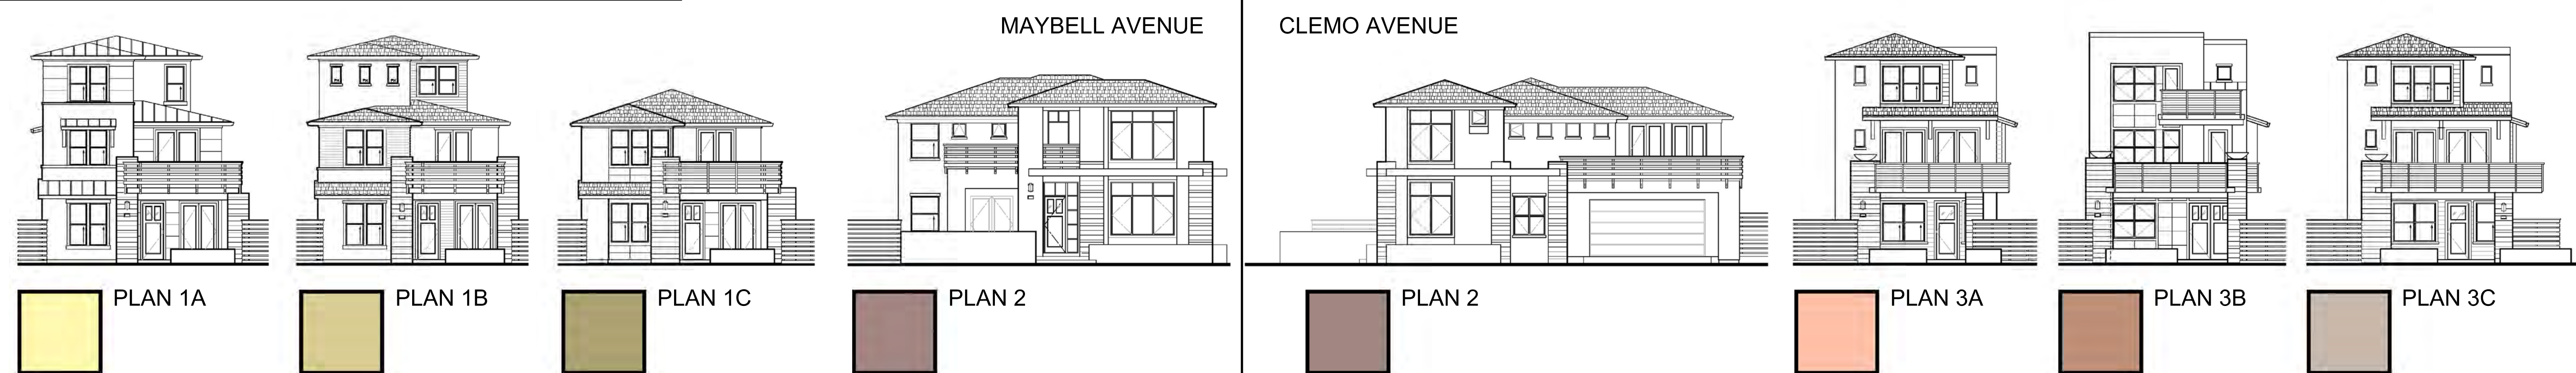 MAYBELL AVENUE
CLEMO AVENUE
PLAN 1A
PLAN 1B
PLAN 1C
PLAN 2
PLAN 2
PLAN 3A
PLAN 3B
PLAN 3C